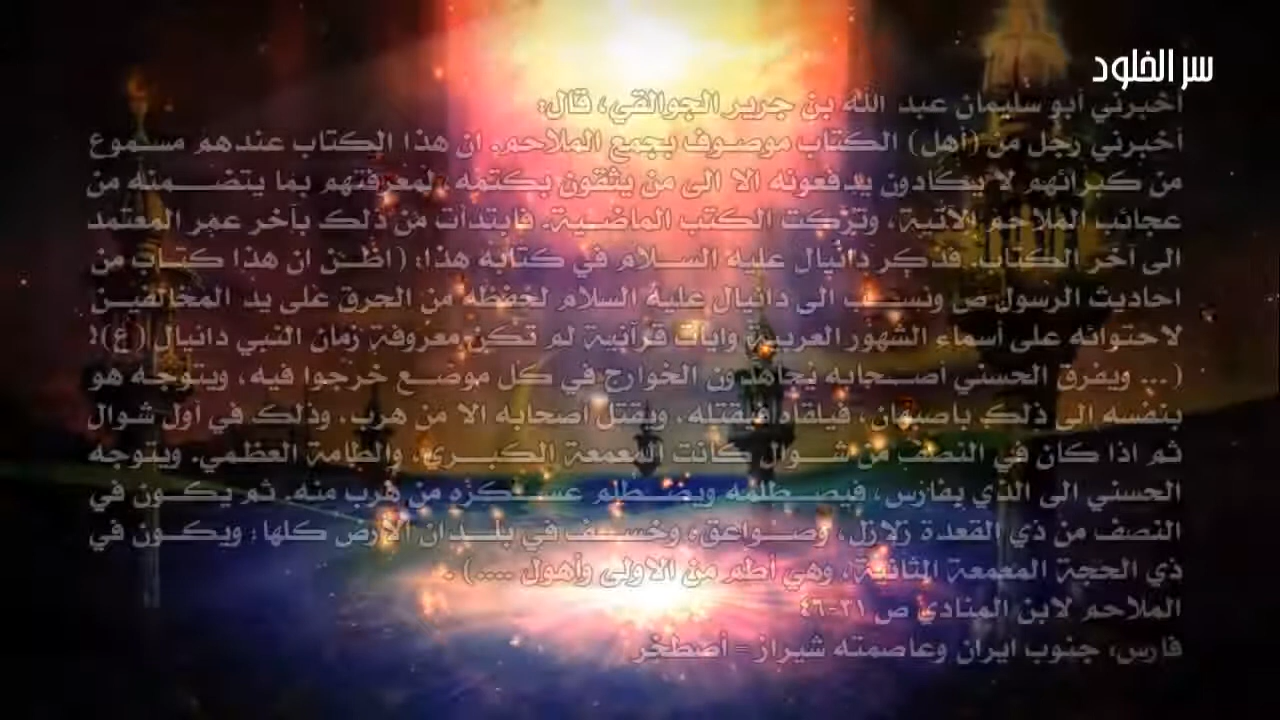 سر الخلود
أخبرني أبو سليمان عبد الله بن جرير الجوالقي، قال:
أخبرني رجل من (أهل) الكتاب موصوف بجمع الملاحم. ان هذا الكتاب عندهم مسموع
من كبرائهم لا يكادون يدفعونه الا الى من يثقون بكتمه لمعرفتهم بما يتضمنه من
عجائب الملاحم الآتية، وتركت الكتب الماضية. فابتدأت من ذلك بآخر عمر المعتمد
الى آخر الكتاب. فذكر دانيال عليه السلام في كتابه هذا: (اظن ان هذا كتاب من
احاديث الرسول ص ونسب الى دانيال عليه السلام لحفظه من الحرق على يد المخالفين
لاحتوائه على أسماء الشهور العربية وايات قرآنية لم تكن معروفة زمان النبي دانيال (ع)!
(... ويفرق الحسني أصحابه يجاهدون الخوارج في كل موضع خرجوا فيه، ويتوجه هو
بنفسه الى ذلك باصبهان، فيلقاه فيقتله. ويقتل اصحابه الا من هرب. وذلك في أول شوال
ثم اذا كان في النصف من شوال كانت المعمعة الكبرى، والطامة العظمي. ويتوجه
الحسني الى الذي بفارس، فيصطلمه ويصطلم عسكره من هرب منه. ثم يكون في
النصف من ذي القعدة زلازل، وصواعق، وخسف في بلدان الارض كلها؛ ويكون في
ذي الحجة المعمعة الثانية، وهي أطم من الاولى وأهول ....) .
الملاحم لابن المنادي ص ٣١-٤٦
فارس، جنوب ايران وعاصمته شيراز= أصطخر